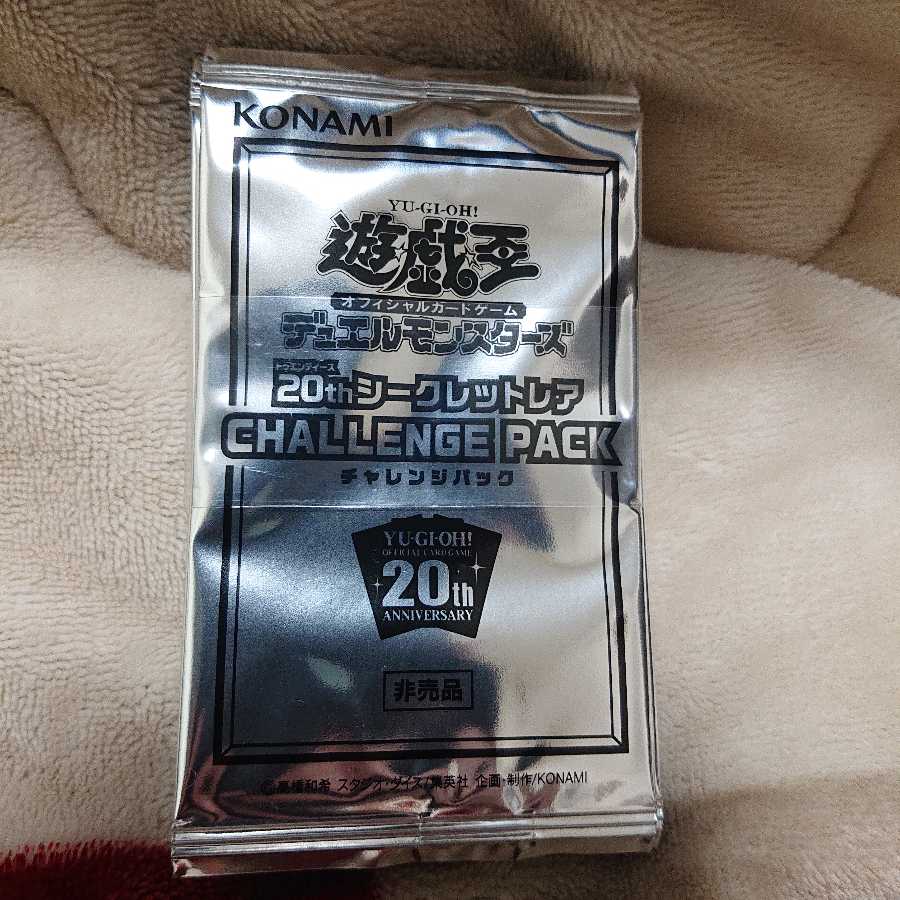 KONAMI
YU-GI-OH!
遊☆戯☆王
オフィシャルカードゲーム
デュエルモンスターズ
トゥエンティース
20thシークレットレア
CHALLENGE PACK
チャレンジパック
YU-GI-OH!
OFFICIAL CARD GAME
20th
ANNIVERSARY
非売品
©高橋和希 スタジオ・ダイス/集英社 企画・制作/KONAMI